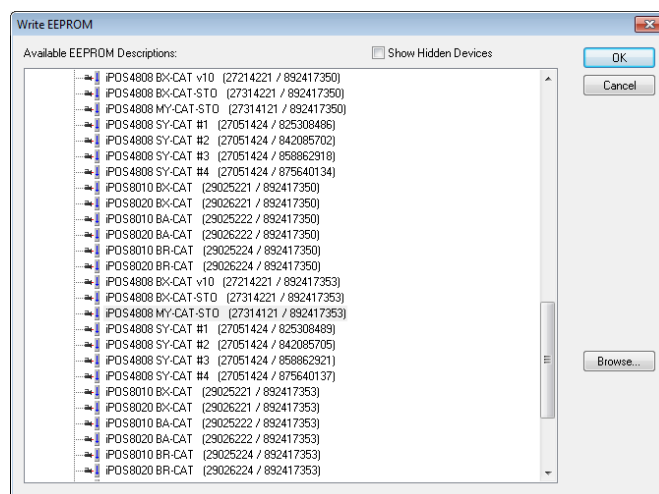 Write EEPROM
Available EEPROM Descriptions:
Show Hidden Devices
OK
Cancel
iPOS4808 BX-CAT v10 (27214221 / 892417350)
iPOS4808 BX-CAT-STO (27314221 / 892417350)
iPOS4808 MY-CAT-STO (27314121 / 892417350)
iPOS4808 SY-CAT #1 (27051424 / 825308486)
iPOS4808 SY-CAT #2 (27051424 / 842085702)
iPOS4808 SY-CAT #3 (27051424 / 858862918)
iPOS4808 SY-CAT #4 (27051424 / 875640134)
iPOS8010 BX-CAT (29025221 / 892417350)
iPOS8020 BX-CAT (29026221 / 892417350)
iPOS8010 BA-CAT (29025222 / 892417350)
iPOS8020 BA-CAT (29026222 / 892417350)
iPOS8010 BR-CAT (29025224 / 892417350)
iPOS8020 BR-CAT (29026224 / 892417350)
iPOS4808 BX-CAT v10 (27214221 / 892417353)
iPOS4808 BX-CAT-STO (27314221 / 892417353)
iPOS4808 MY-CAT-STO (27314121 / 892417353)
iPOS4808 SY-CAT #1 (27051424 / 825308489)
iPOS4808 SY-CAT #2 (27051424 / 842085705)
iPOS4808 SY-CAT #3 (27051424 / 858862921)
iPOS4808 SY-CAT #4 (27051424 / 875640137)
iPOS8010 BX-CAT (29025221 / 892417353)
iPOS8020 BX-CAT (29026221 / 892417353)
iPOS8010 BA-CAT (29025222 / 892417353)
iPOS8020 BA-CAT (29026222 / 892417353)
iPOS8010 BR-CAT (29025224 / 892417353)
iPOS8020 BR-CAT (29026224 / 892417353)
Browse...